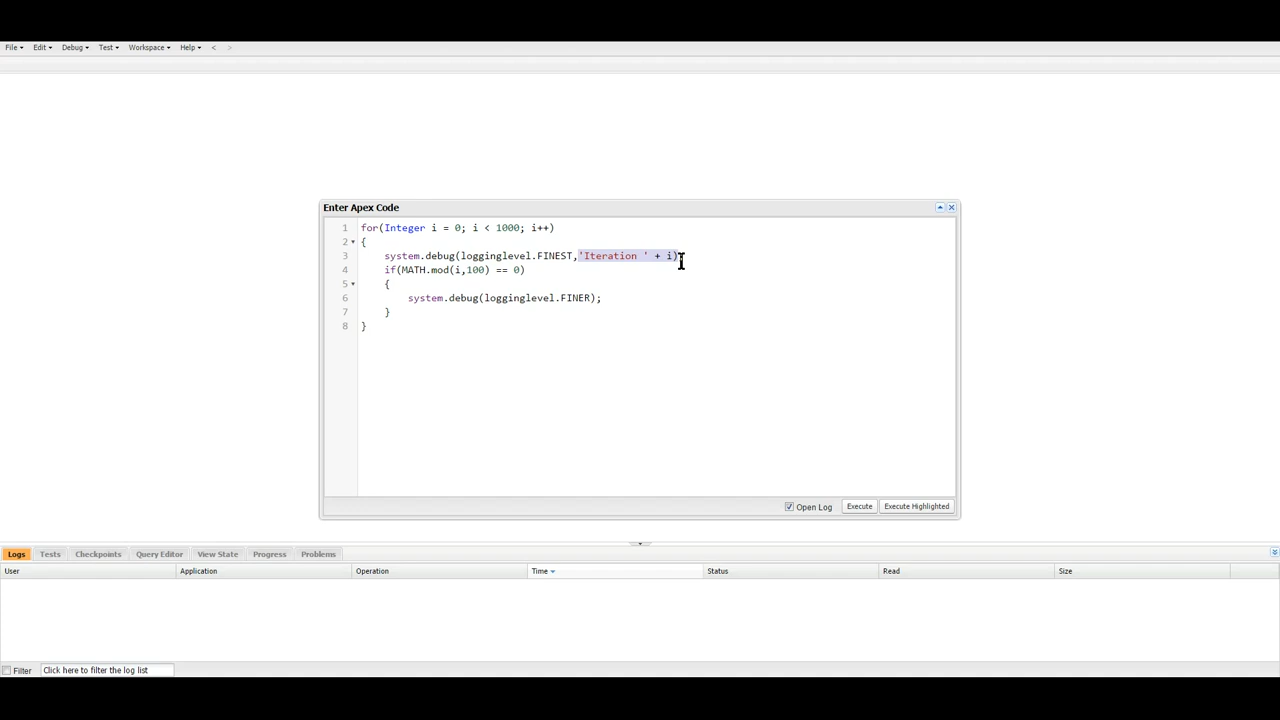 File Edit Debug Test Workspace Help < >
Enter Apex Code
1 for(Integer i = 0; i < 1000; i++)
2 {
3 system.debug(logginglevel.FINEST,'Iteration ' + i);
4 if(MATH.mod(i,100) == 0)
5 {
6 system.debug(logginglevel.FINER);
7 }
8 }
Open Log Execute Execute Highlighted
Logs Tests Checkpoints Query Editor View State Progress Problems
User Application Operation Time Status Read Size
Filter Click here to filter the log list